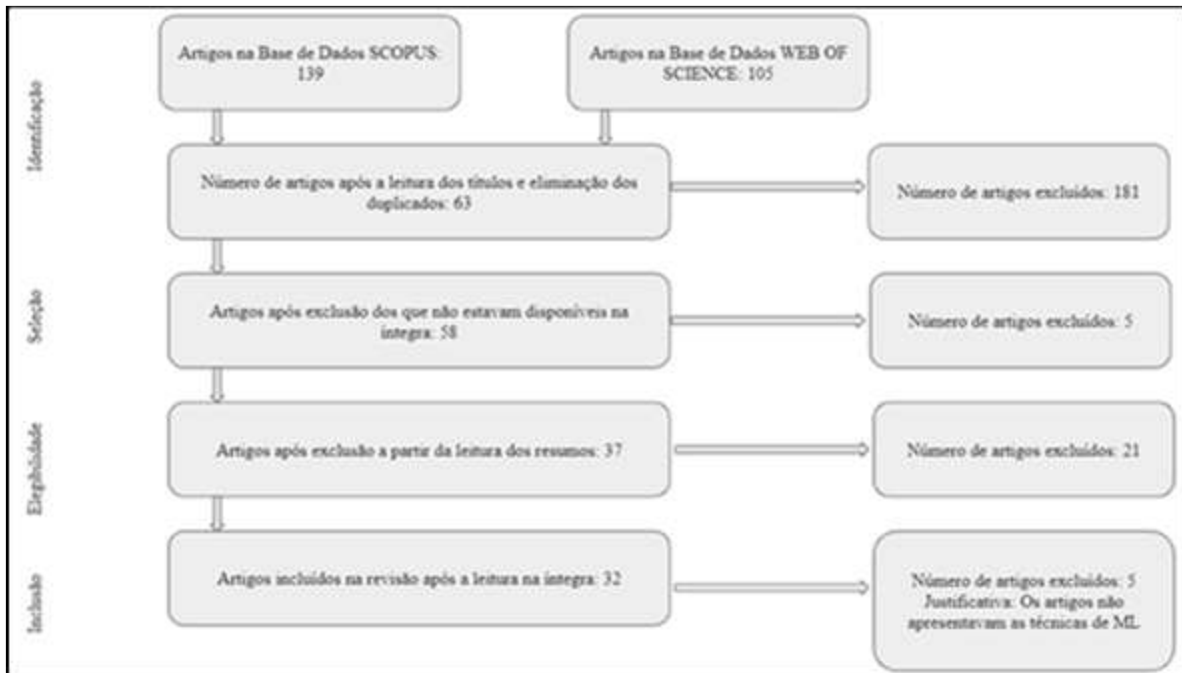 Identificação
Artigos na Base de Dados SCOPUS:
139
Artigos na Base de Dados WEB OF
SCIENCE: 105
Número de artigos após a leitura dos títulos e eliminação dos
duplicados: 63
Número de artigos excluídos: 181
Seleção
Artigos após exclusão dos que não estavam disponíveis na
íntegra: 58
Número de artigos excluídos: 5
Elegibilidade
Artigos após exclusão a partir da leitura dos resumos: 37
Número de artigos excluídos: 21
Inclusão
Artigos incluídos na revisão após a leitura na íntegra: 32
Número de artigos excluídos: 5
Justificativa: Os artigos não
apresentavam as técnicas de ML